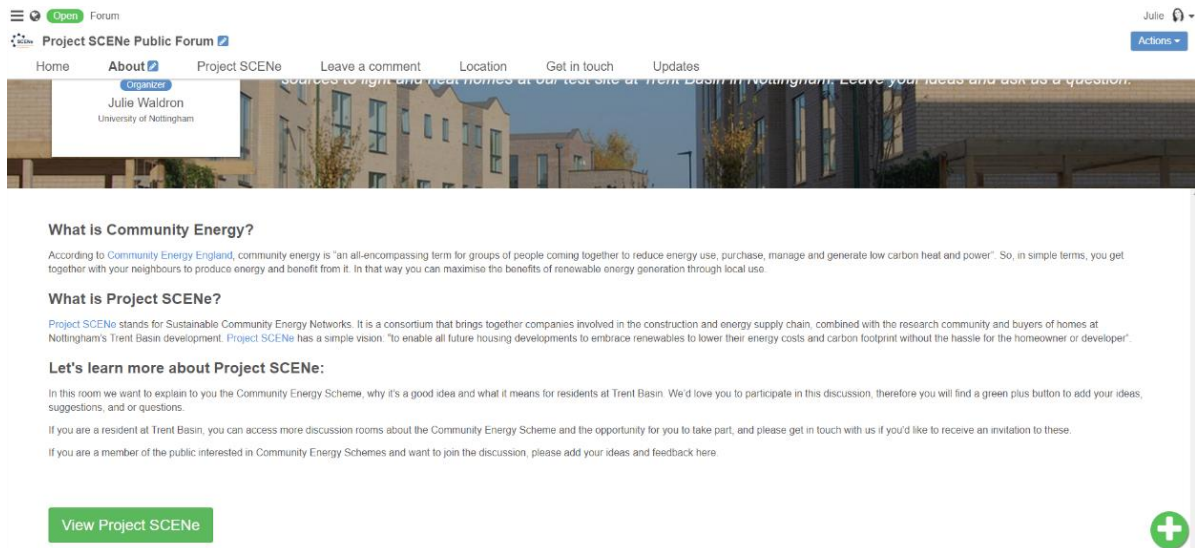 Open Forum Julie
SCENe Project SCENe Public Forum Actions
Home About Project SCENe Leave a comment Location Get in touch Updates
sources to light and heat homes at our test site at Trent Basin in Nottingham. Leave your ideas and ask us a question.
Organizer
Julie Waldron
University of Nottingham
What is Community Energy?
According to Community Energy England, community energy is "an all-encompassing term for groups of people coming together to reduce energy use, purchase, manage and generate low carbon heat and power". So, in simple terms, you get
together with your neighbours to produce energy and benefit from it. In that way you can maximise the benefits of renewable energy generation through local use.
What is Project SCENe?
Project SCENe stands for Sustainable Community Energy Networks. It is a consortium that brings together companies involved in the construction and energy supply chain, combined with the research community and buyers of homes at
Nottingham's Trent Basin development. Project SCENe has a simple vision: "to enable all future housing developments to embrace renewables to lower their energy costs and carbon footprint without the hassle for the homeowner or developer".
Let's learn more about Project SCENe:
In this room we want to explain to you the Community Energy Scheme, why it's a good idea and what it means for residents at Trent Basin. We'd love you to participate in this discussion, therefore you will find a green plus button to add your ideas,
suggestions, and or questions.
If you are a resident at Trent Basin, you can access more discussion rooms about the Community Energy Scheme and the opportunity for you to take part, and please get in touch with us if you'd like to receive an invitation to these.
If you are a member of the public interested in Community Energy Schemes and want to join the discussion, please add your ideas and feedback here.
View Project SCENe